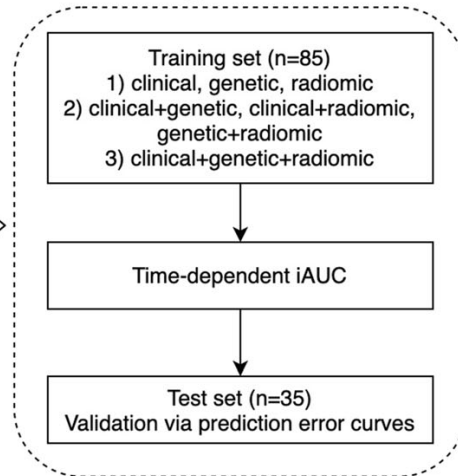 Training set (n=85)
1) clinical, genetic, radiomic
2) clinical+genetic, clinical+radiomic,
genetic+radiomic
3) clinical+genetic+radiomic
Time-dependent iAUC
Test set (n=35)
Validation via prediction error curves